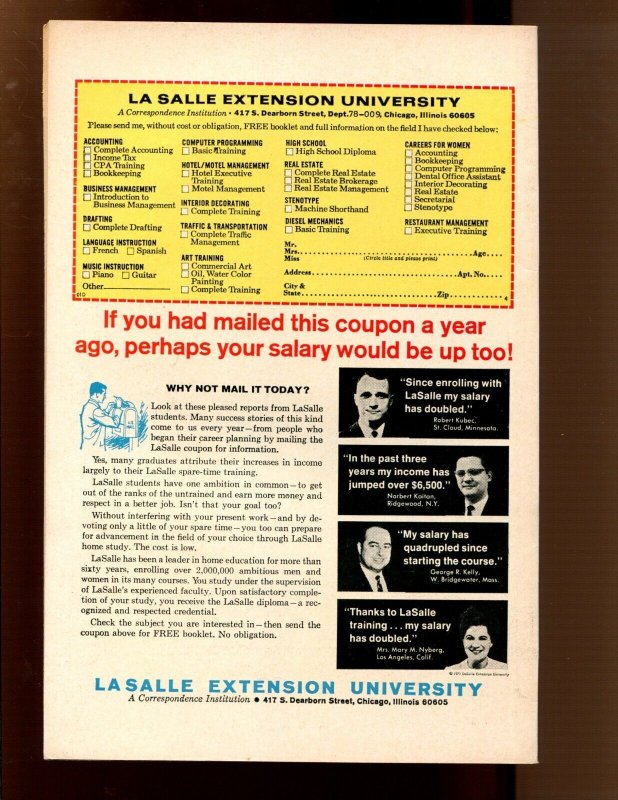 LA SALLE EXTENSION UNIVERSITY
A Correspondence Institution • 417 S. Dearborn Street, Dept. 78-009, Chicago, Illinois 60605
Please send me, without cost or obligation, FREE booklet and full information on the field I have checked below:
ACCOUNTING
Complete Accounting
Income Tax
CPA Training
Bookkeeping
BUSINESS MANAGEMENT
Introduction to
Business Management
DRAFTING
Complete Drafting
LANGUAGE INSTRUCTION
French Spanish
MUSIC INSTRUCTION
Piano Guitar
Other
010
COMPUTER PROGRAMMING
Basic Training
HOTEL/MOTEL MANAGEMENT
Hotel Executive
Training
Motel Management
INTERIOR DECORATING
Complete Training
TRAFFIC & TRANSPORTATION
Complete Traffic
Management
ART TRAINING
Commercial Art
Oil, Water Color
Painting
Complete Training
HIGH SCHOOL
High School Diploma
REAL ESTATE
Complete Real Estate
Real Estate Brokerage
Real Estate Management
STENOTYPE
Machine Shorthand
DIESEL MECHANICS
Basic Training
CAREERS FOR WOMEN
Accounting
Bookkeeping
Computer Programming
Dental Office Assistant
Interior Decorating
Real Estate
Secretarial
Stenotype
RESTAURANT MANAGEMENT
Executive Training
Mr.
Mrs. Age
Miss (Circle title and please print)
Address Apt. No.
City &
State Zip
4
If you had mailed this coupon a year
ago, perhaps your salary would be up too!
WHY NOT MAIL IT TODAY?
Look at these pleased reports from LaSalle
students. Many success stories of this kind
come to us every year—from people who
began their career planning by mailing the
LaSalle coupon for information.
Yes, many graduates attribute their increases in income
largely to their LaSalle spare-time training.
LaSalle students have one ambition in common—to get
out of the ranks of the untrained and earn more money and
respect in a better job. Isn't that your goal too?
Without interfering with your present work—and by de-
voting only a little of your spare time—you too can prepare
for advancement in the field of your choice through LaSalle
home study. The cost is low.
LaSalle has been a leader in home education for more than
sixty years, enrolling over 2,000,000 ambitious men and
women in its many courses. You study under the supervision
of LaSalle's experienced faculty. Upon satisfactory comple-
tion of your study, you receive the LaSalle diploma—a rec-
ognized and respected credential.
Check the subject you are interested in—then send the
coupon above for FREE booklet. No obligation.
"Since enrolling with
LaSalle my salary
has doubled."
Robert Kubec,
St. Cloud, Minnesota.
"In the past three
years my income has
jumped over $6,500."
Norbert Kaitan,
Ridgewood, N.Y.
"My salary has
quadrupled since
starting the course."
George R. Kelly,
W. Bridgewater, Mass.
"Thanks to LaSalle
training . . . my salary
has doubled."
Mrs. Mary M. Nyberg,
Los Angeles, Calif.
© 1971 LaSalle Extension University
LASALLE EXTENSION UNIVERSITY
A Correspondence Institution • 417 S. Dearborn Street, Chicago, Illinois 60605